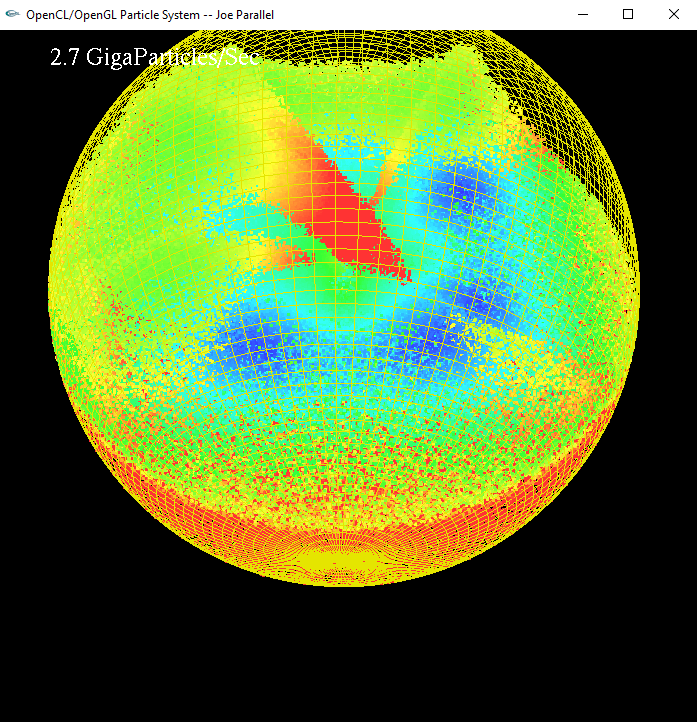 OpenCL/OpenGL Particle System -- Joe Parallel
2.7 GigaParticles/Sec